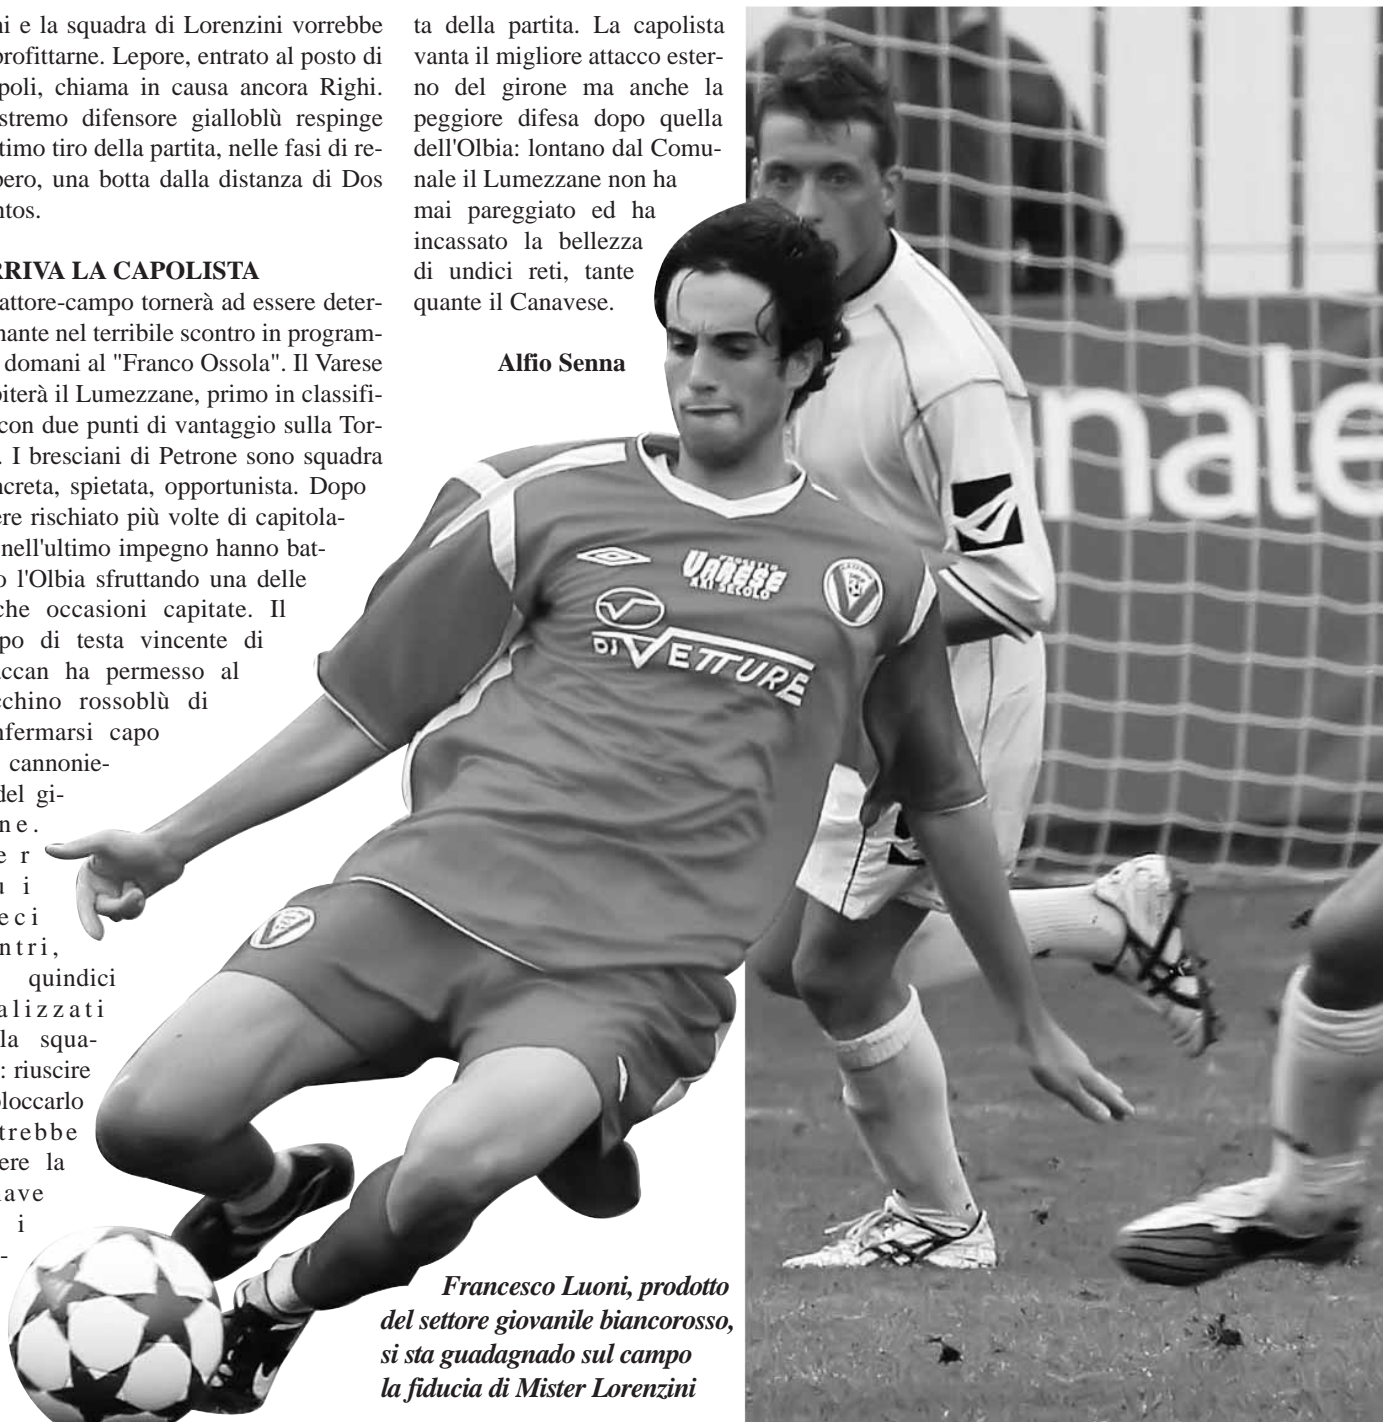 ni e la squadra di Lorenzini vorrebbe
profittarne. Lepore, entrato al posto di
poli, chiama in causa ancora Righi.
stremo difensore gialloblù respinge
timo tiro della partita, nelle fasi di re-
pero, una botta dalla distanza di Dos
ntos.
RRIVA LA CAPOLISTA
attore-campo tornerà ad essere deter-
nante nel terribile scontro in program-
domani al "Franco Ossola". Il Varese
piterà il Lumezzane, primo in classifi-
con due punti di vantaggio sulla Tor-
. I bresciani di Petrone sono squadra
ncreta, spietata, opportunista. Dopo
ere rischiato più volte di capitola-
nell'ultimo impegno hanno bat-
o l'Olbia sfruttando una delle
che occasioni capitate. Il
po di testa vincente di
accan ha permesso al
cchino rossoblù di
nfermarsi capo
cannonie-
del gi-
ne.
er
u i
eci
ntri,
quindici
alizzati
la squa-
: riuscire
bloccarlo
trebbe
ere la
iave
i
-
ta della partita. La capolista
vanta il migliore attacco ester-
no del girone ma anche la
peggiore difesa dopo quella
dell'Olbia: lontano dal Comu-
nale il Lumezzane non ha
mai pareggiato ed ha
incassato la bellezza
di undici reti, tante
quante il Canavese.
Alfio Senna
nale
VARESE
XXI SECOLO
DI VETTURE
Francesco Luoni, prodotto
del settore giovanile biancorosso,
si sta guadagnado sul campo
la fiducia di Mister Lorenzini